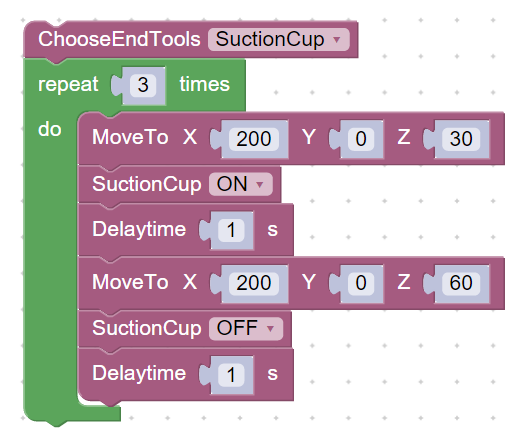 ChooseEndTools SuctionCup
repeat 3 times
do
MoveTo X 200 Y 0 Z 30
SuctionCup ON
Delaytime 1 s
MoveTo X 200 Y 0 Z 60
SuctionCup OFF
Delaytime 1 s